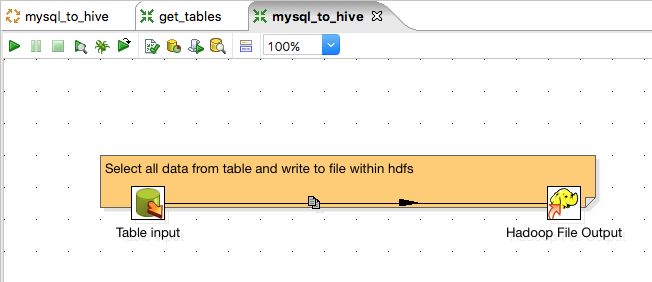 mysql_to_hive
get_tables
mysql_to_hive
100%
Select all data from table and write to file within hdfs
Table input
Hadoop File Output